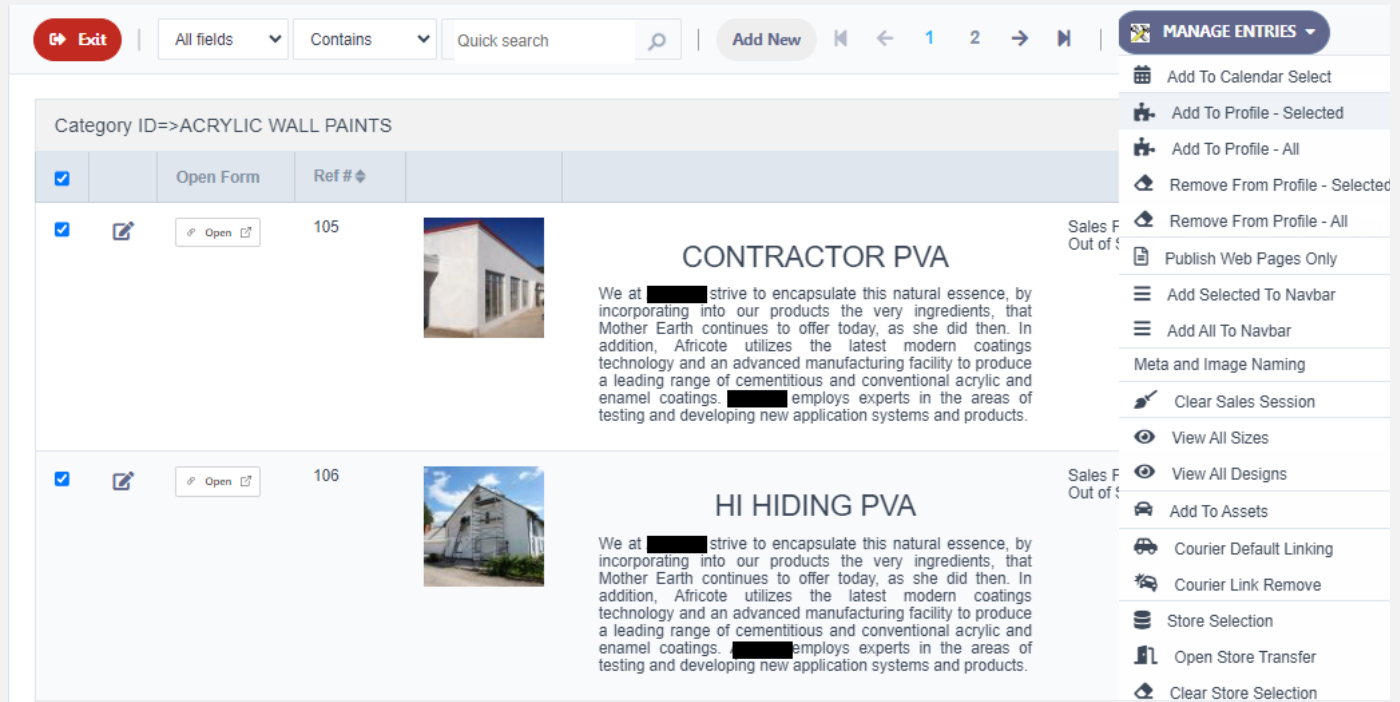 Exit
All fields
Contains
Quick search
Add New
1
2
MANAGE ENTRIES
Add To Calendar Select
Add To Profile - Selected
Add To Profile - All
Remove From Profile - Selected
Remove From Profile - All
Publish Web Pages Only
Add Selected To Navbar
Add All To Navbar
Meta and Image Naming
Clear Sales Session
View All Sizes
View All Designs
Add To Assets
Courier Default Linking
Courier Link Remove
Store Selection
Open Store Transfer
Clear Store Selection
Category ID=>ACRYLIC WALL PAINTS
Open Form
Ref #
Open
105
CONTRACTOR PVA
We at strive to encapsulate this natural essence, by
incorporating into our products the very ingredients, that
Mother Earth continues to offer today, as she did then. In
addition, Africote utilizes the latest modern coatings
technology and an advanced manufacturing facility to produce
a leading range of cementitious and conventional acrylic and
enamel coatings. employs experts in the areas of
testing and developing new application systems and products.
Sales
Out of
Open
106
HI HIDING PVA
We at strive to encapsulate this natural essence, by
incorporating into our products the very ingredients, that
Mother Earth continues to offer today, as she did then. In
addition, Africote utilizes the latest modern coatings
technology and an advanced manufacturing facility to produce
a leading range of cementitious and conventional acrylic and
enamel coatings. employs experts in the areas of
testing and developing new application systems and products.
Sales
Out of